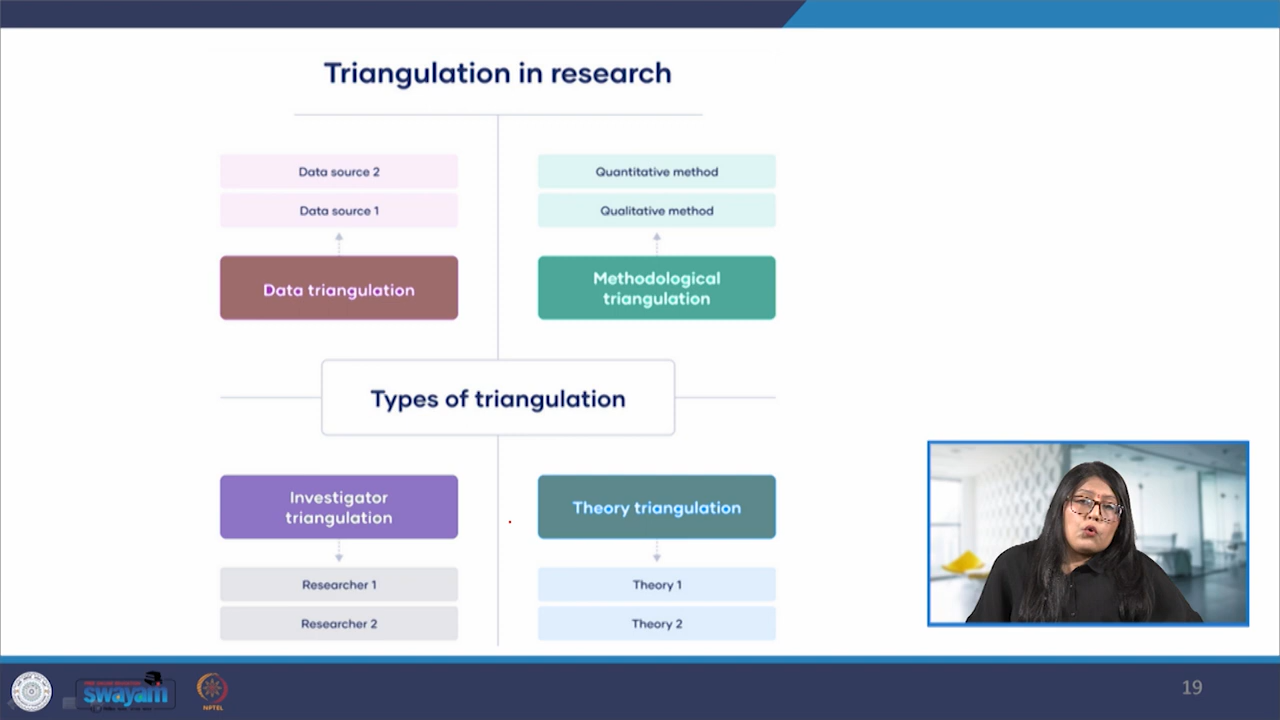 Triangulation in research
Data source 2
Data source 1
Data triangulation
Quantitative method
Qualitative method
Methodological
triangulation
Types of triangulation
Investigator
triangulation
Researcher 1
Researcher 2
Theory triangulation
Theory 1
Theory 2
swayam
NPTEL
19